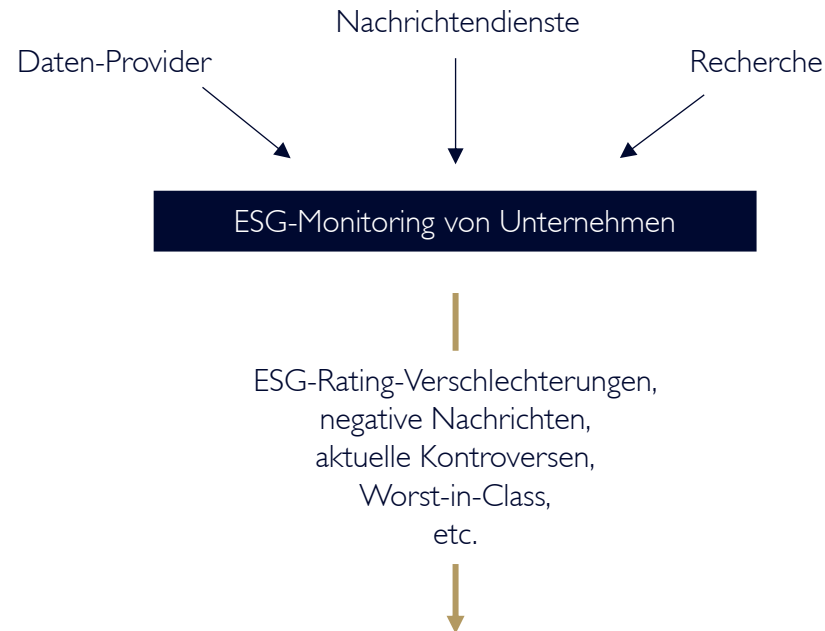 Nachrichtendienste
Daten-Provider
Recherche
ESG-Monitoring von Unternehmen
ESG-Rating-Verschlechterungen,
negative Nachrichten,
aktuelle Kontroversen,
Worst-in-Class,
etc.